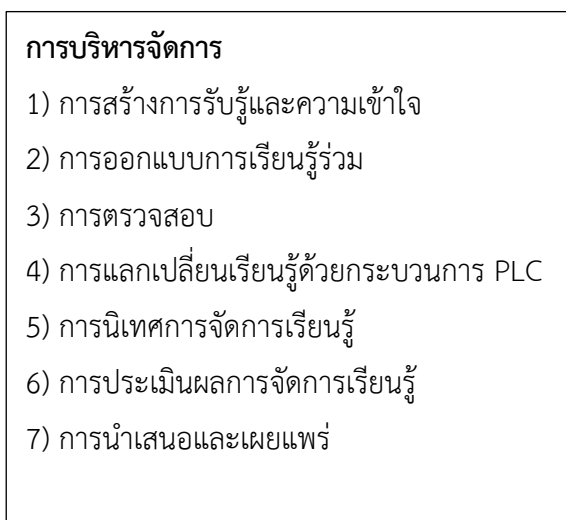 การบริหารจัดการ
1) การสร้างการรับรู้และความเข้าใจ
2) การออกแบบการเรียนรู้ร่วม
3) การตรวจสอบ
4) การแลกเปลี่ยนเรียนรู้ด้วยกระบวนการ PLC
5) การนิเทศการจัดการเรียนรู้
6) การประเมินผลการจัดการเรียนรู้
7) การนำเสนอและเผยแพร่